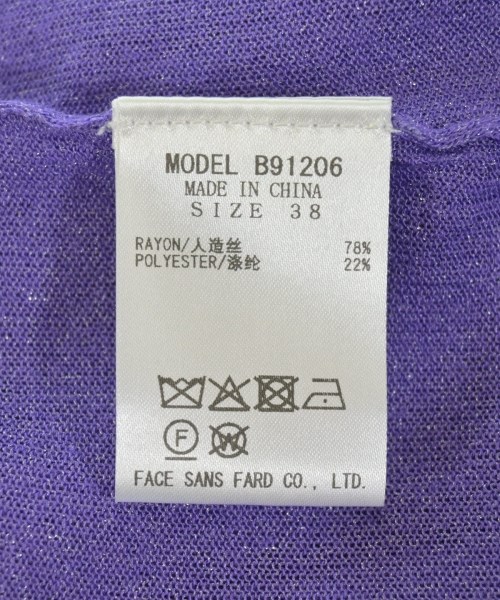 MODEL B91206
MADE IN CHINA
SIZE 38
RAYON/人造丝 78%
POLYESTER/涤纶 22%
F W
FACE SANS FARD CO., LTD.